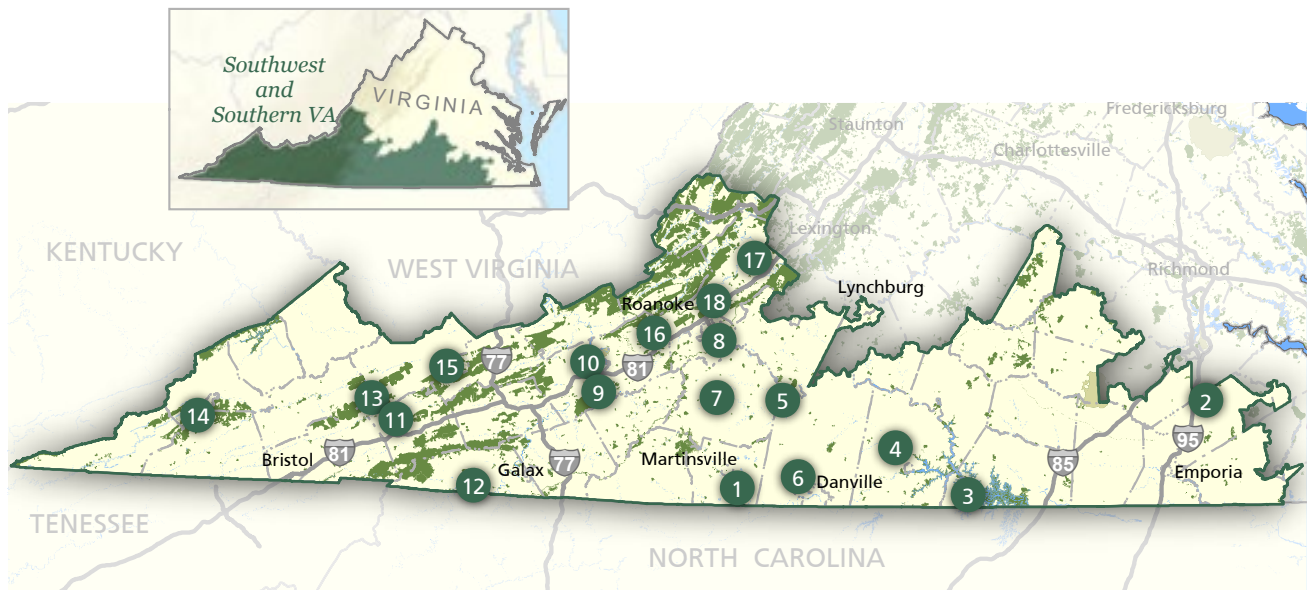 Southwest
and
Southern VA
VIRGINIA
Fredericksburg
Staunton
Charlottesville
Lexington
KENTUCKY
WEST VIRGINIA
17
Richmond
Lynchburg
Roanoke
18
16
8
15
77
10
81
9
14
13
11
7
5
2
95
4
Bristol
81
Galax
77
Martinsville
85
Emporia
12
1
6
Danville
3
TENESSEE
NORTH CAROLINA